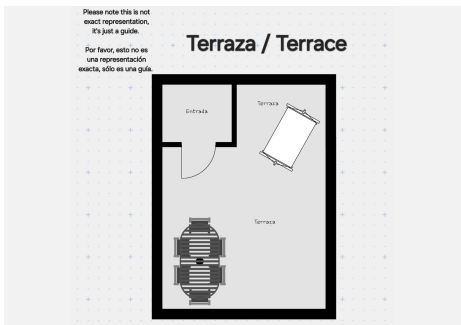 Please note this is not
exact representation,
it's just a guide.
Por favor, esto no es
una representación
exacta, sólo es una guía.
Terraza / Terrace
Entrada
Terraza
Terraza